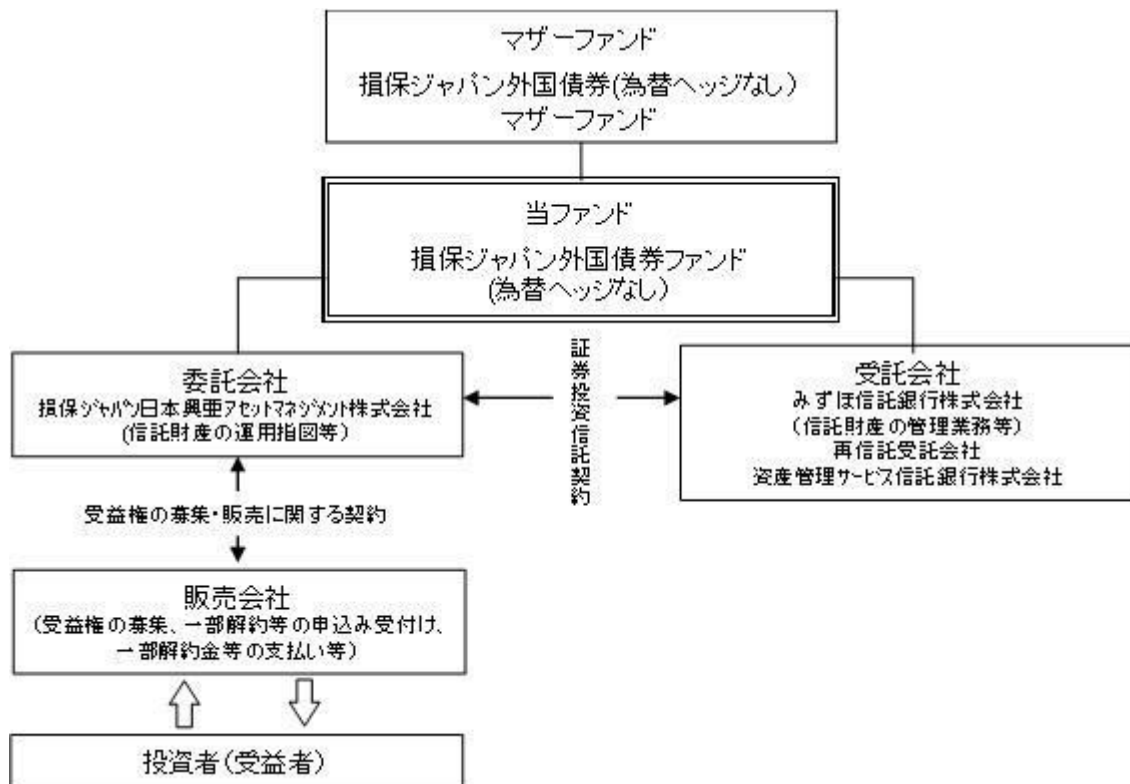 マザーファンド
損保ジャパン外国債券(為替ヘッジなし)
マザーファンド
当ファンド
損保ジャパン外国債券ファンド
(為替ヘッジなし)
委託会社
損保ジャパン日本興亜アセットマネジメント株式会社
(信託財産の運用指図等)
証券投資信託契約
受託会社
みずほ信託銀行株式会社
(信託財産の管理業務等)
再信託受託会社
資産管理サービス信託銀行株式会社
受益権の募集・販売に関する契約
販売会社
(受益権の募集、一部解約等の申込み受付け、
一部解約金等の支払い等)
投資者(受益者)